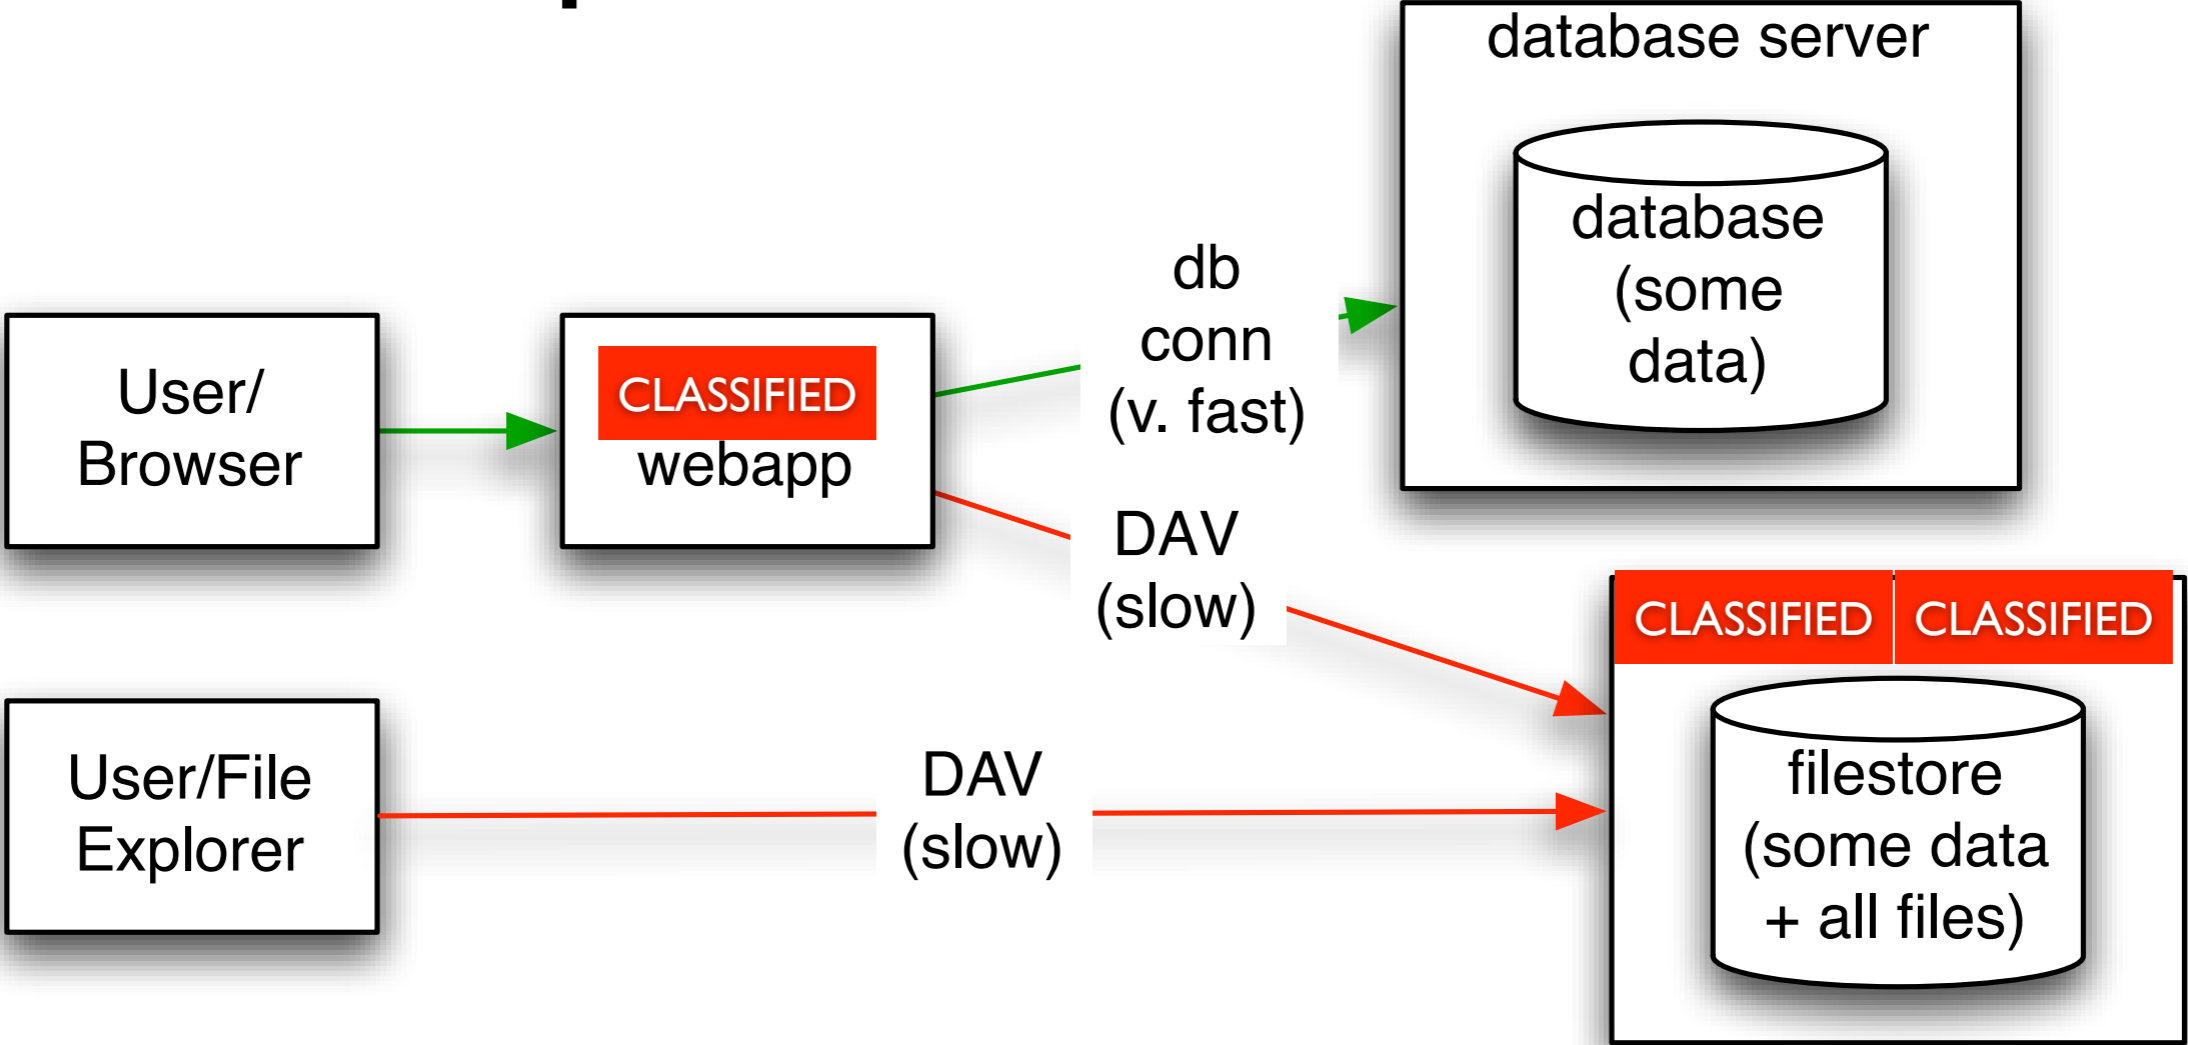 database server
database
(some
data)
db
conn
(v. fast)
User/
Browser
CLASSIFIED
webapp
DAV
(slow)
CLASSIFIED CLASSIFIED
User/File
Explorer
DAV
(slow)
filestore
(some data
+ all files)